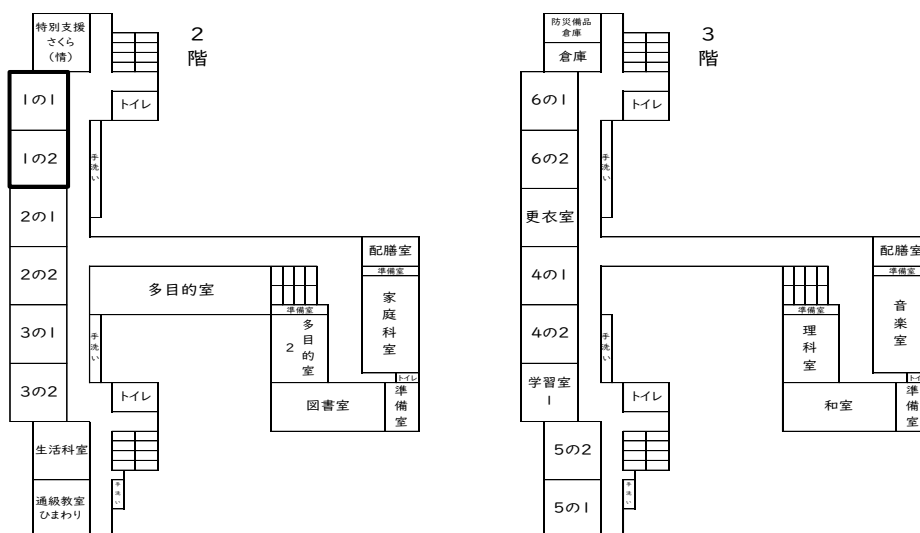 特別支援
さくら
(情)
2
階
1の1
トイレ
1の2
手洗い
2の1
2の2
配膳室
準備室
多目的室
家庭科室
3の1
手洗い
準備室
多目的室
2
3の2
トイレ
トイレ
図書室
準備室
生活科室
通級教室
ひまわり
手洗い
防災備品
倉庫
倉庫
3
階
6の1
トイレ
6の2
手洗い
更衣室
4の1
配膳室
準備室
音楽室
4の2
手洗い
準備室
理科室
学習室
1
トイレ
和室
準備室
5の2
手洗い
5の1